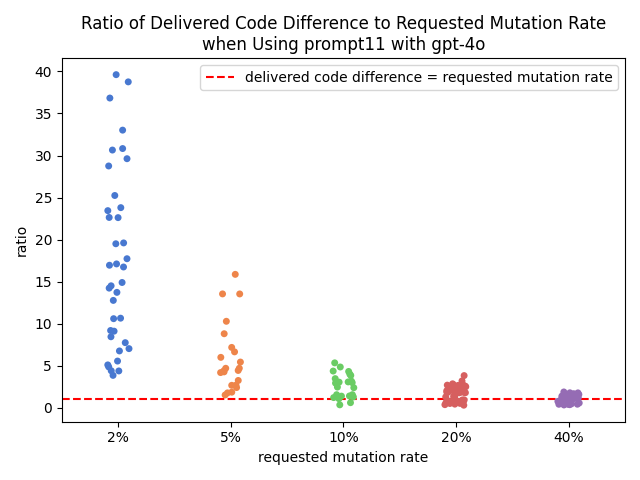 Ratio of Delivered Code Difference to Requested Mutation Rate
when Using prompt11 with gpt-4o
delivered code difference = requested mutation rate
40
35
30
25
20
15
10
5
0
ratio
2%
5%
10%
20%
40%
requested mutation rate